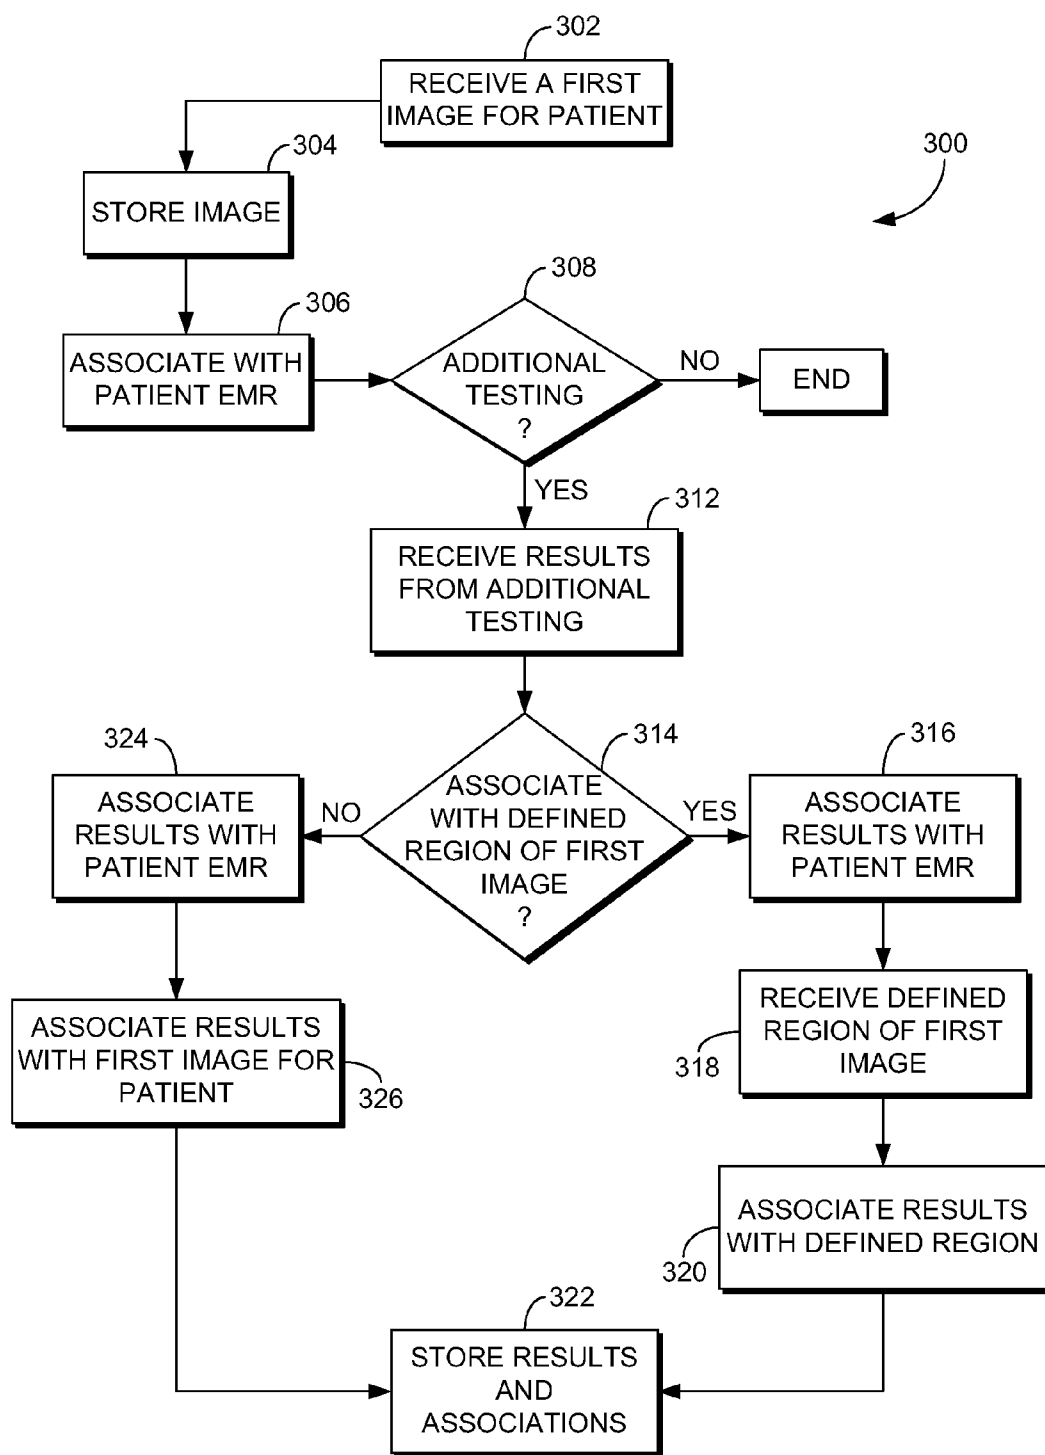 302
RECEIVE A FIRST
IMAGE FOR PATIENT
304
STORE IMAGE
300
306
ASSOCIATE WITH
PATIENT EMR
308
ADDITIONAL
TESTING
?
NO
END
YES
312
RECEIVE RESULTS
FROM ADDITIONAL
TESTING
314
ASSOCIATE
WITH DEFINED
REGION OF FIRST
IMAGE
?
NO
YES
324
ASSOCIATE
RESULTS WITH
PATIENT EMR
316
ASSOCIATE
RESULTS WITH
PATIENT EMR
ASSOCIATE RESULTS
WITH FIRST IMAGE FOR
PATIENT
326
RECEIVE DEFINED
REGION OF FIRST
IMAGE
318
ASSOCIATE RESULTS
WITH DEFINED REGION
320
322
STORE RESULTS
AND
ASSOCIATIONS